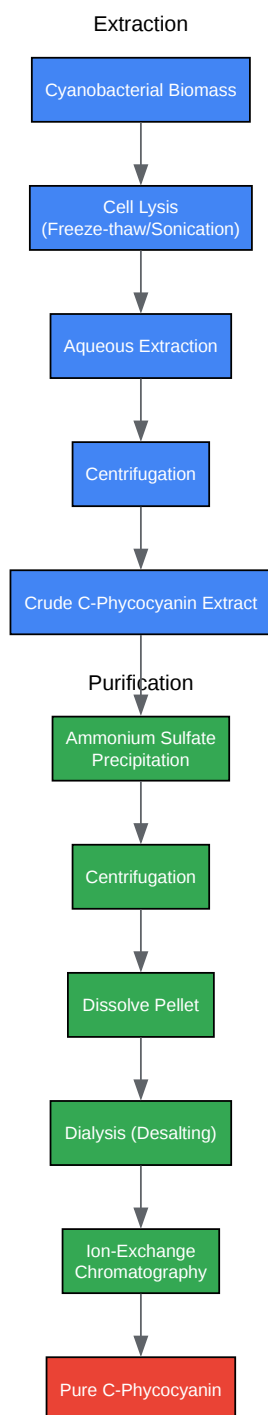 Extraction
Cyanobacterial Biomass
Cell Lysis
(Freeze-thaw/Sonication)
Aqueous Extraction
Centrifugation
Crude C-Phycocyanin Extract
Purification
Ammonium Sulfate
Precipitation
Centrifugation
Dissolve Pellet
Dialysis (Desalting)
Ion-Exchange
Chromatography
Pure C-Phycocyanin